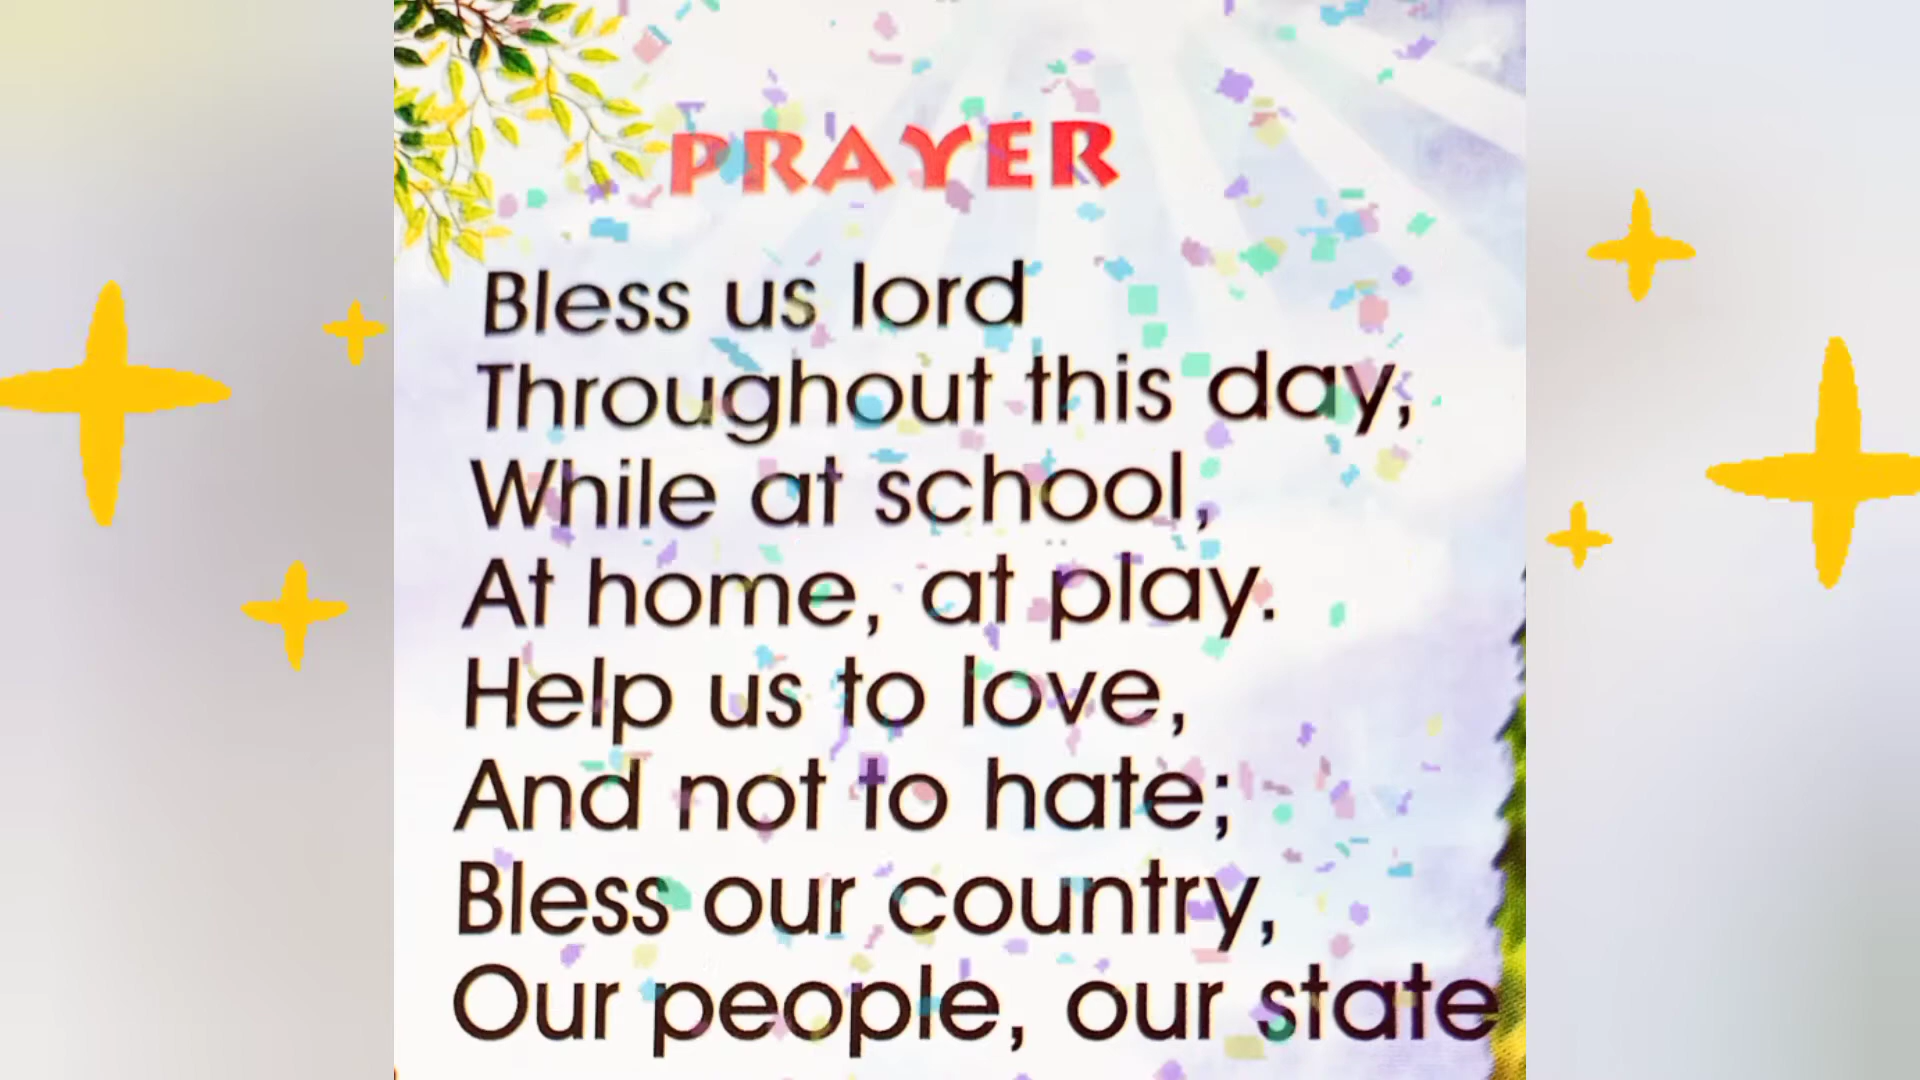 PRAYER
Bless us lord
Throughout this day,
While at school,
At home, at play.
Help us to love,
And not to hate;
Bless our country,
Our people, our state